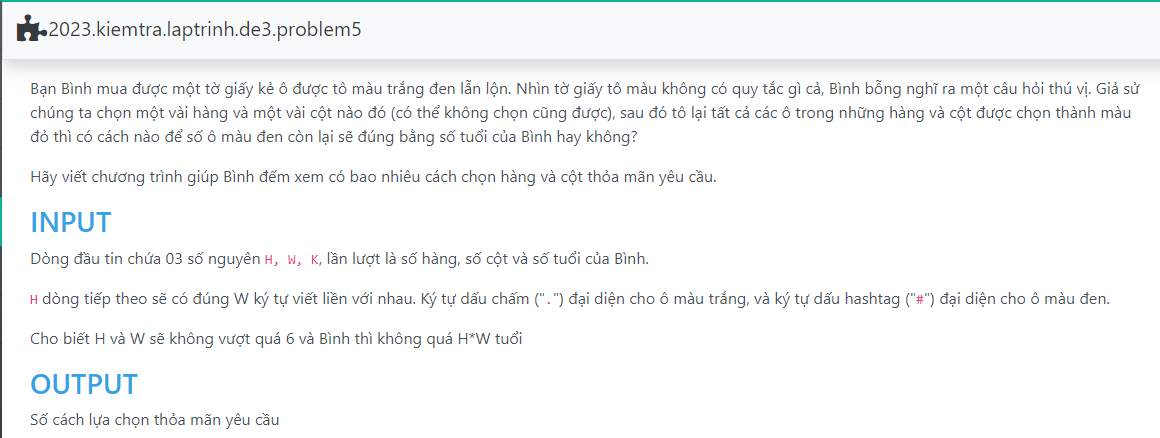 2023.kiemtra.laptrinh.de3.problem5
Bạn Bình mua được một tờ giấy kẻ ô được tô màu trắng đen lẫn lộn. Nhìn tờ giấy tô màu không có quy tắc gì cả, Bình bỗng nghĩ ra một câu hỏi thú vị. Giả sử
chúng ta chọn một vài hàng và một vài cột nào đó (có thể không chọn cũng được), sau đó tô lại tất cả các ô trong những hàng và cột được chọn thành màu
đỏ thì có cách nào để số ô màu đen còn lại sẽ đúng bằng số tuổi của Bình hay không?
Hãy viết chương trình giúp Bình đếm xem có bao nhiêu cách chọn hàng và cột thỏa mãn yêu cầu.
INPUT
Dòng đầu tin chứa 03 số nguyên H, W, K, lần lượt là số hàng, số cột và số tuổi của Bình.
H dòng tiếp theo sẽ có đúng W ký tự viết liền với nhau. Ký tự dấu chấm (".") đại diện cho ô màu trắng, và ký tự dấu hashtag ("#") đại diện cho ô màu đen.
Cho biết H và W sẽ không vượt quá 6 và Bình thì không quá H*W tuổi
OUTPUT
Số cách lựa chọn thỏa mãn yêu cầu